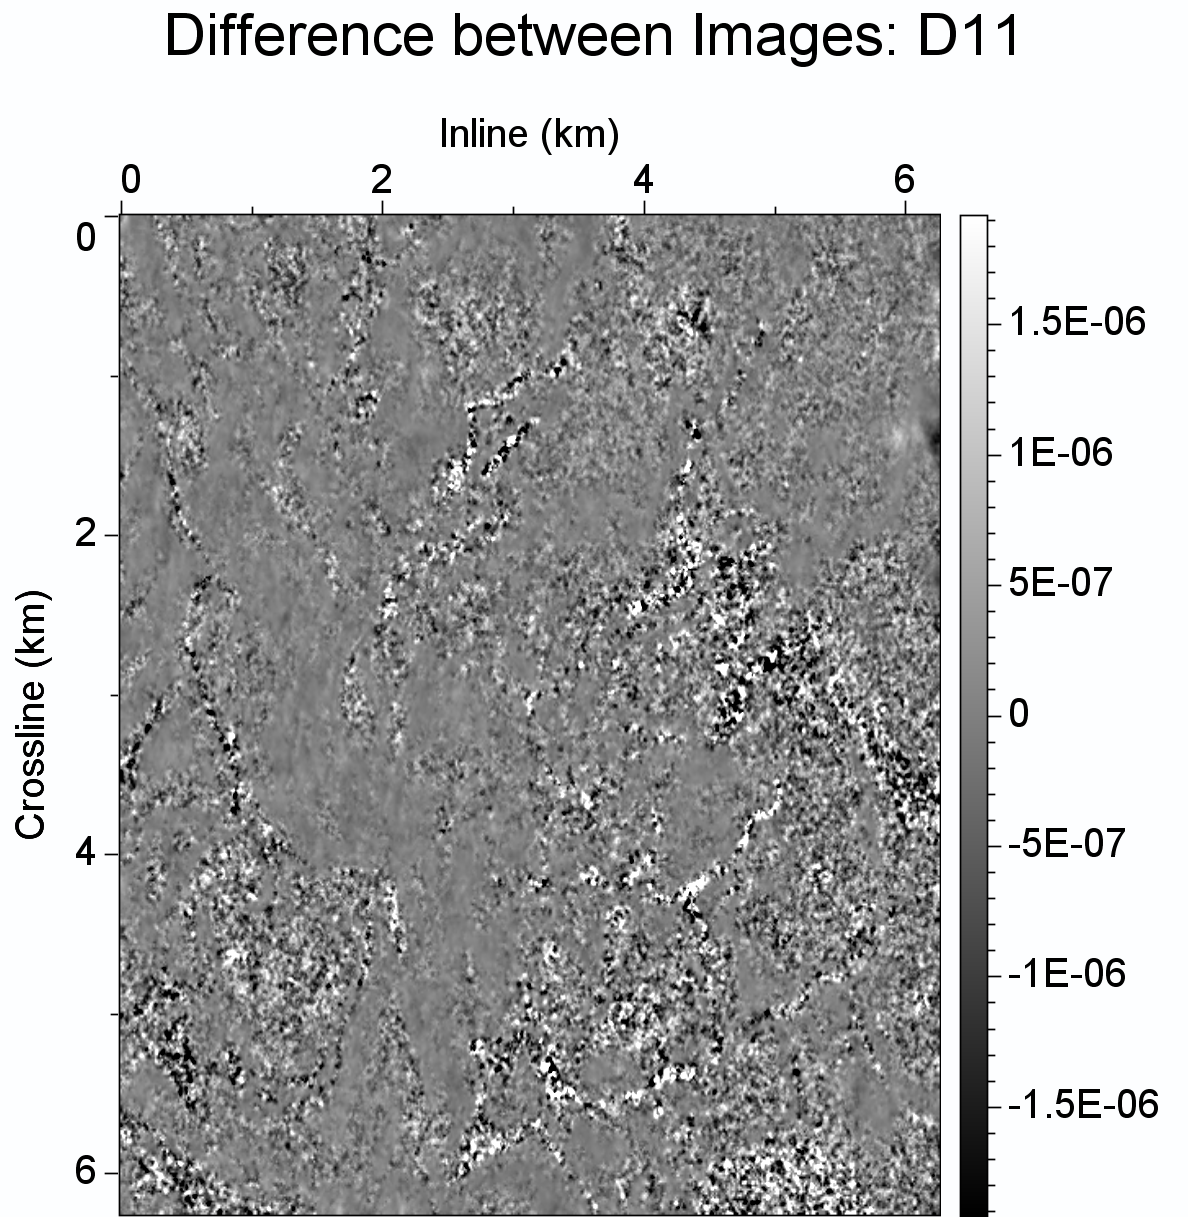 Difference between Images: D11
Inline (km)
0 2 4 6
Crossline (km)
0
2
4
6
1.5E-06
1E-06
5E-07
0
-5E-07
-1E-06
-1.5E-06